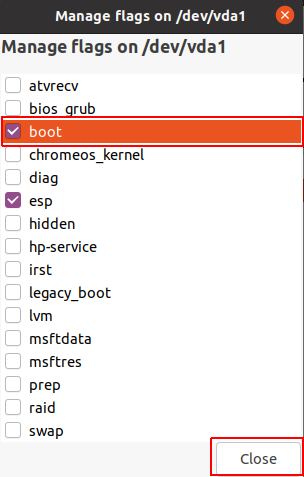 Manage flags on /dev/vda1
Manage flags on /dev/vda1
atvrecv
bios_grub
boot
chromeos_kernel
diag
esp
hidden
hp-service
irst
legacy_boot
lvm
msftdata
msftres
prep
raid
swap
Close